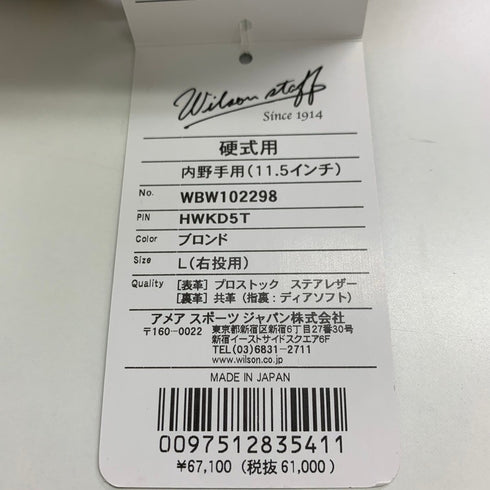 Wilson staff
Since 1914
硬式用
内野手用(11.5インチ)
No. WBW102298
PIN HWKD5T
Color ブロンド
Size L(右投用)
Quality [表革] プロストック ステアレザー
[裏革] 共革 (指裏:ディアソフト)
アメア スポーツ ジャパン株式会社
〒160-0022 東京都新宿区新宿6丁目27番30号
新宿イーストサイドスクエア6F
TEL(03)6831-2711
www.wilson.co.jp
MADE IN JAPAN
0097512835411
¥67,100 (税抜 61,000)